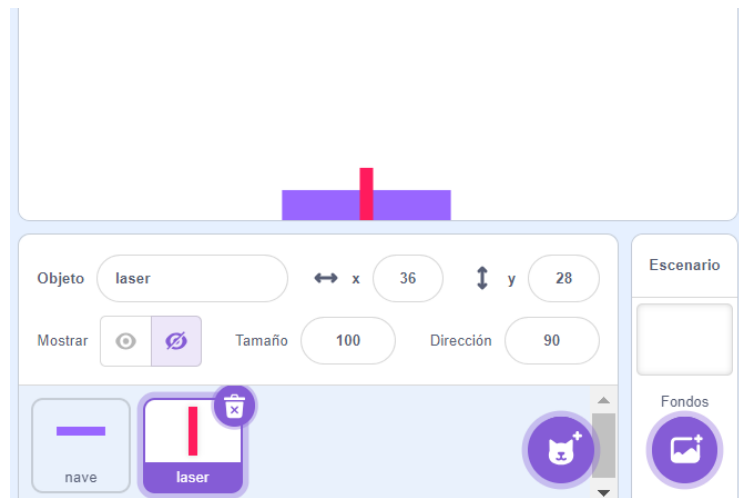 Objeto laser x 36 y 28
Escenario
Mostrar Tamaño 100 Dirección 90
Fondos
nave laser